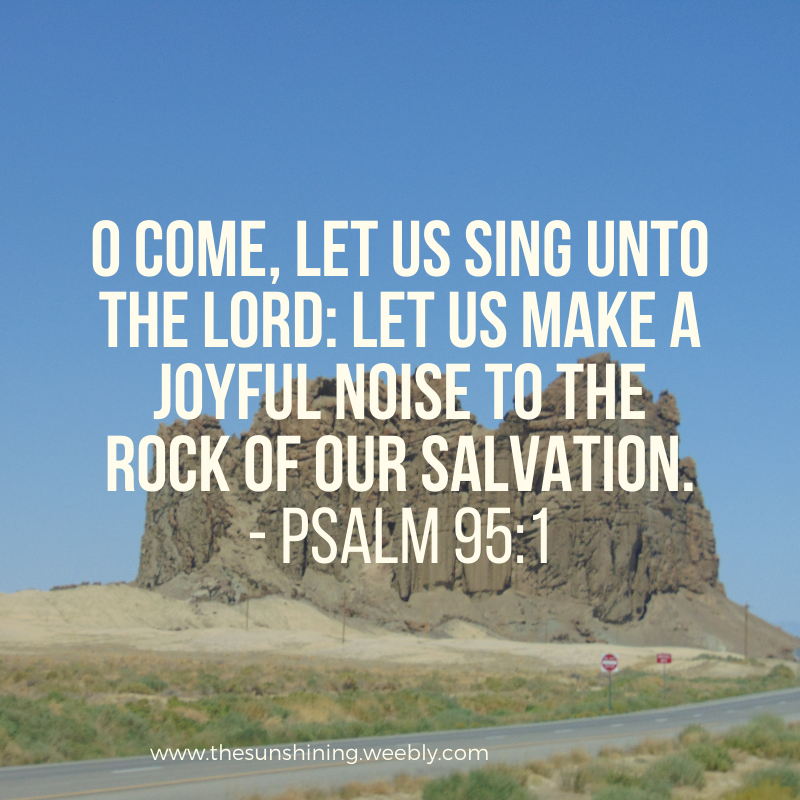 O COME, LET US SING UNTO
THE LORD: LET US MAKE A
JOYFUL NOISE TO THE
ROCK OF OUR SALVATION.
- PSALM 95:1
www.thesunshining.weebly.com